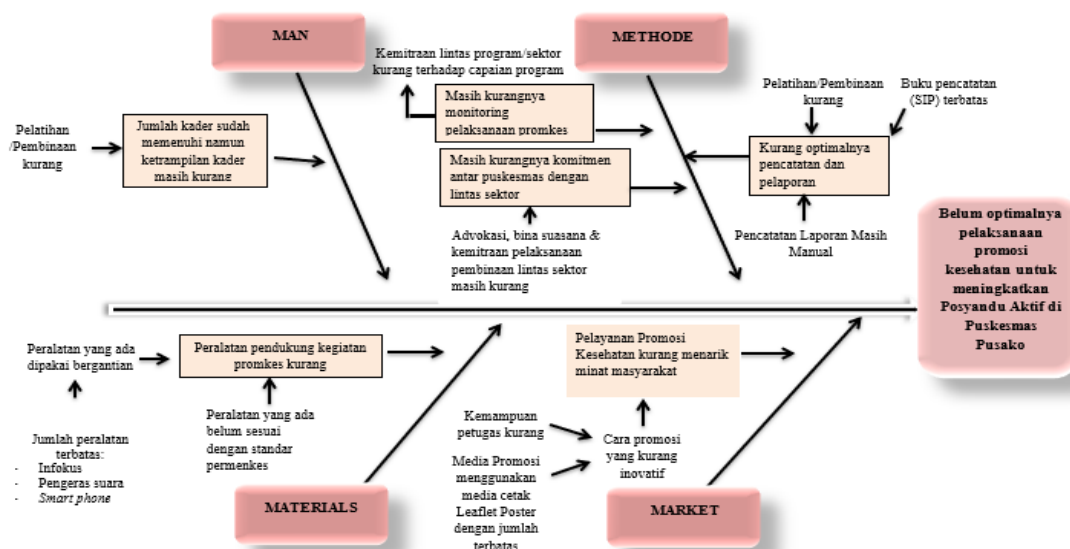 MAN
METHODE
Kemitraan lintas program/sektor
kurang terhadap capaian program
Masih kurangnya
monitoring
pelaksanaan promkes
Pelatihan/Pembinaan
kurang
Buku pencatatan
(SIP) terbatas
Pelatihan
/Pembinaan
kurang
Jumlah kader sudah
memenuhi namun
ketrampilan kader
masih kurang
Masih kurangnya komitmen
antar puskesmas dengan
lintas sektor
Kurang optimalnya
pencatatan dan
pelaporan
Advokasi, bina suasana &
kemitraan pelaksanaan
pembinaan lintas sektor
masih kurang
Pencatatan Laporan Masih
Manual
Belum optimalnya
pelaksanaan
promosi
kesehatan untuk
meningkatkan
Posyandu Aktif di
Puskesmas
Pusako
Peralatan yang ada
dipakai bergantian
Peralatan pendukung kegiatan
promkes kurang
Pelayanan Promosi
Kesehatan kurang menarik
minat masyarakat
Jumlah peralatan
terbatas:
- Infokus
- Pengeras suara
- Smart phone
Peralatan yang ada
belum sesuai
dengan standar
permenkes
Kemampuan
petugas kurang
Cara promosi
yang kurang
inovatif
Media Promosi
menggunakan
media cetak
Leaflet Poster
dengan jumlah
terbatas
MATERIALS
MARKET